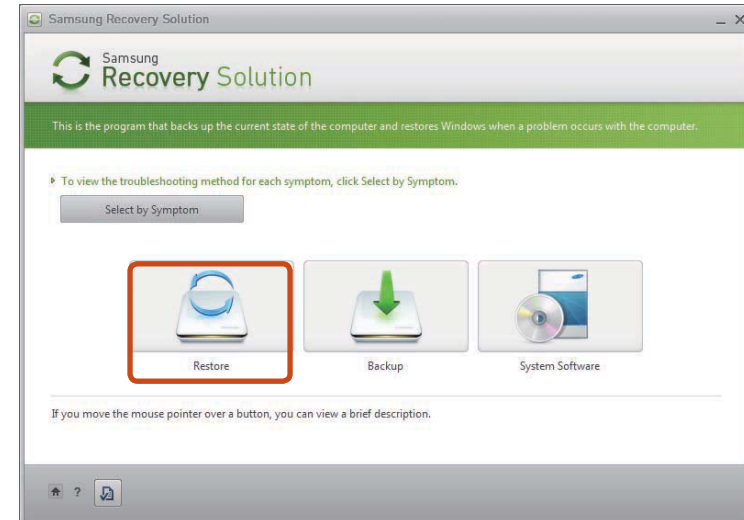 Samsung Recovery Solution
Samsung
Recovery Solution
This is the program that backs up the current state of the computer and restores Windows when a problem occurs with the computer.
To view the troubleshooting method for each symptom, click Select by Symptom.
Select by Symptom
Restore Backup System Software
If you move the mouse pointer over a button, you can view a brief description.
?